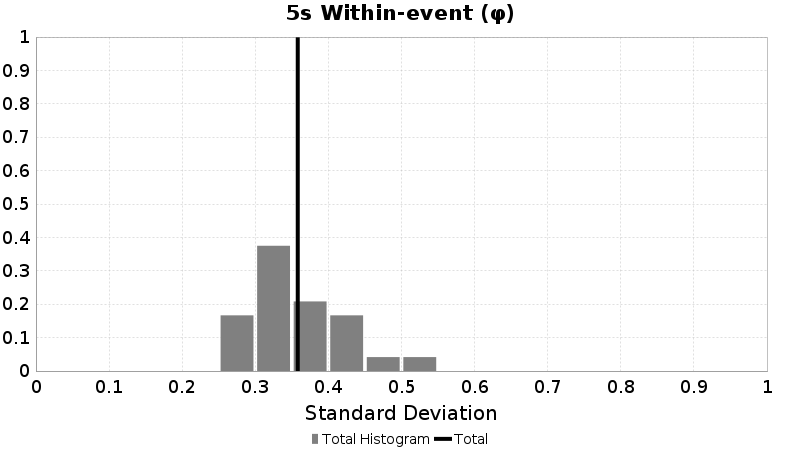 5s Within-event (φ)
1
0.9
0.8
0.7
0.6
0.5
0.4
0.3
0.2
0.1
0
0 0.1 0.2 0.3 0.4 0.5 0.6 0.7 0.8 0.9 1
Standard Deviation
Total Histogram Total